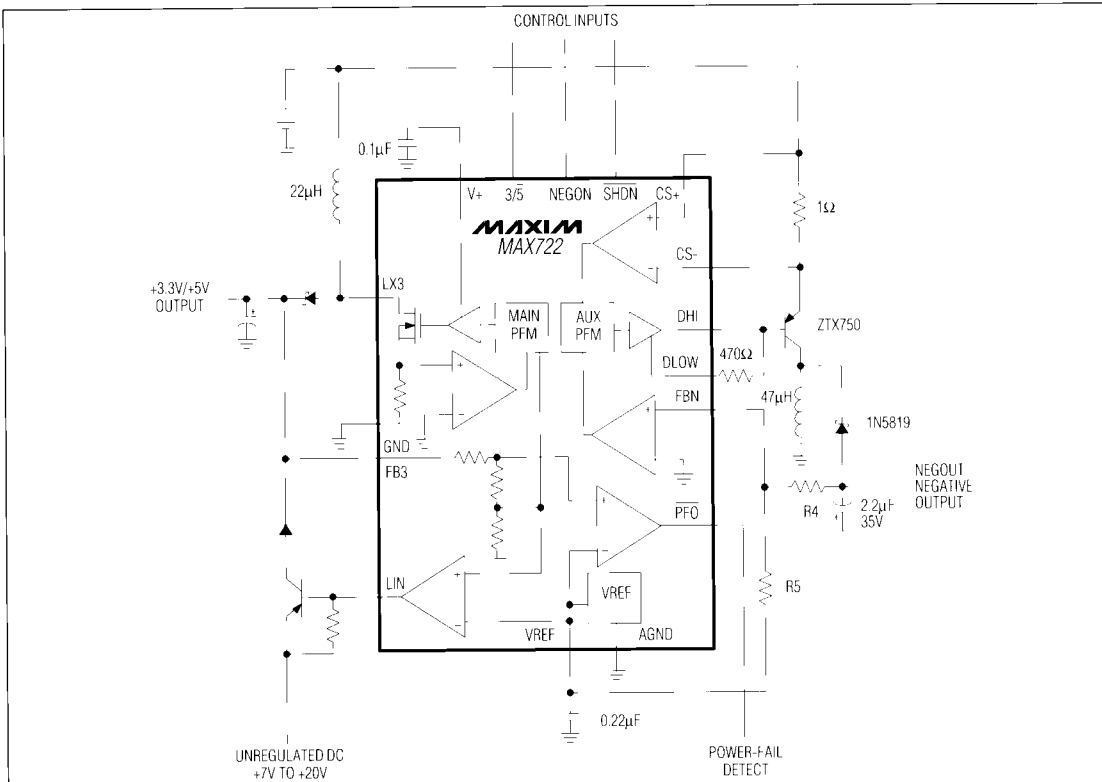 CONTROL INPUTS
0.1µF
22µH
V+
3/5̅
NEGON
S̅H̅D̅N̅
CS+
1Ω
MAXIM
MAX722
CS-
+3.3V/+5V
OUTPUT
LX3
MAIN
PFM
AUX
PFM
DHI
ZTX750
DLOW
470Ω
FBN
47µH
1N5819
GND
FB3
NEGOUT
NEGATIVE
OUTPUT
R4
2.2µF
35V
P̅F̅O̅
LIN
VREF
R5
VREF
AGND
0.22µF
UNREGULATED DC
+7V TO +20V
POWER-FAIL
DETECT